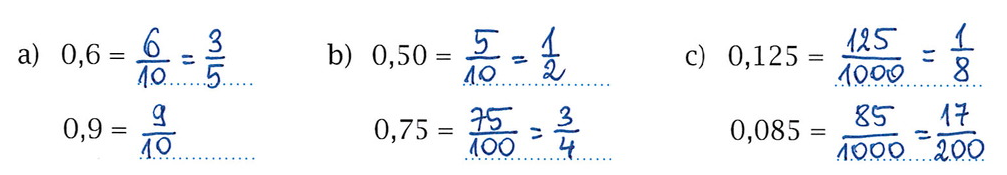 a) 0,6 = 6/10 = 3/5 b) 0,50 = 5/10 = 1/2 c) 0,125 = 125/1000 = 1/8
0,9 = 9/10 0,75 = 75/100 = 3/4 0,085 = 85/1000 = 17/200